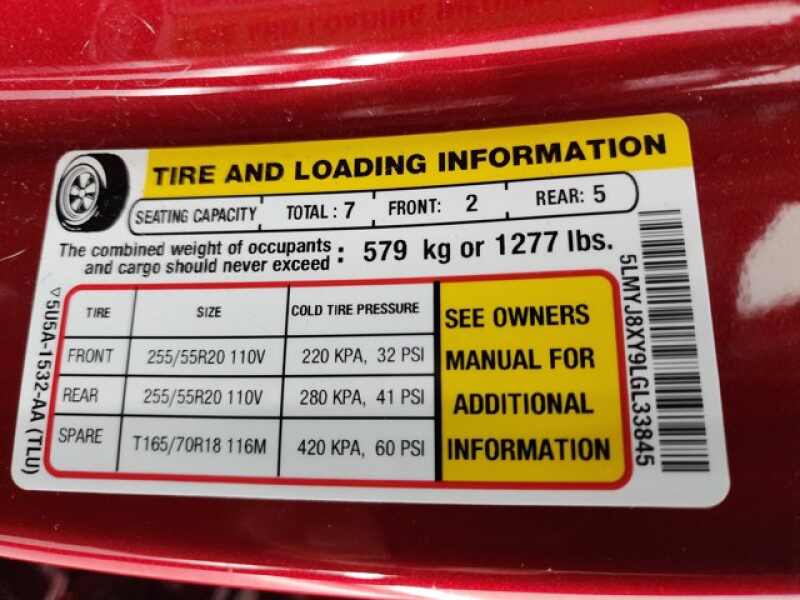 TIRE AND LOADING INFORMATION
SEATING CAPACITY TOTAL : 7 FRONT: 2 REAR: 5
The combined weight of occupants and cargo should never exceed : 579 kg or 1277 lbs.
TIRE SIZE COLD TIRE PRESSURE
FRONT 255/55R20 110V 220 KPA, 32 PSI
REAR 255/55R20 110V 280 KPA, 41 PSI
SPARE T165/70R18 116M 420 KPA, 60 PSI
SEE OWNERS
MANUAL FOR
ADDITIONAL
INFORMATION
5U5A-1532-AA (TLU)
5LMYJ8XY9LGL33845